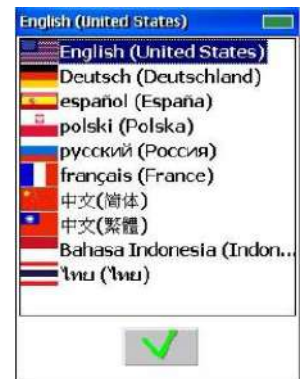 English (United States)
English (United States)
Deutsch (Deutschland)
español (España)
polski (Polska)
русский (Россия)
français (France)
中文(简体)
中文(繁體)
Bahasa Indonesia (Indon...
ไทย (ไทย)